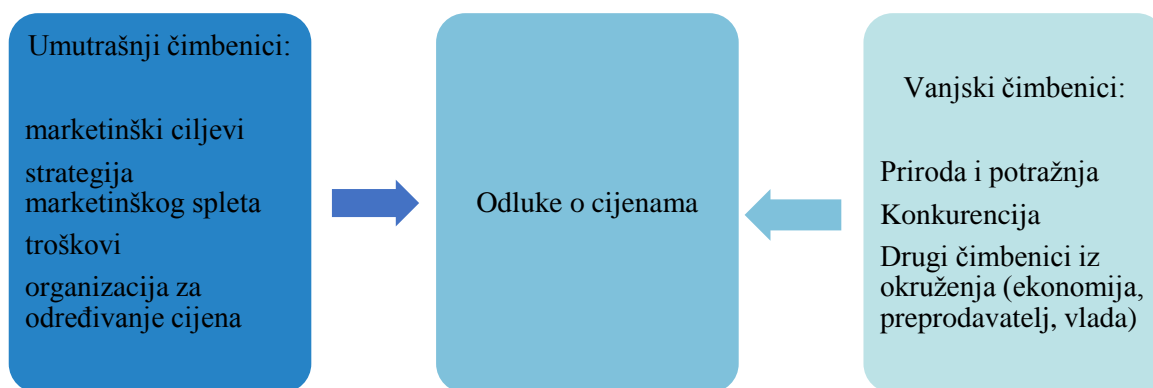 Umutrašnji čimbenici:
marketinški ciljevi
strategija
marketinškog spleta
troškovi
organizacija za
određivanje cijena
Odluke o cijenama
Vanjski čimbenici:
Priroda i potražnja
Konkurencija
Drugi čimbenici iz
okruženja (ekonomija,
preprodavatelj, vlada)